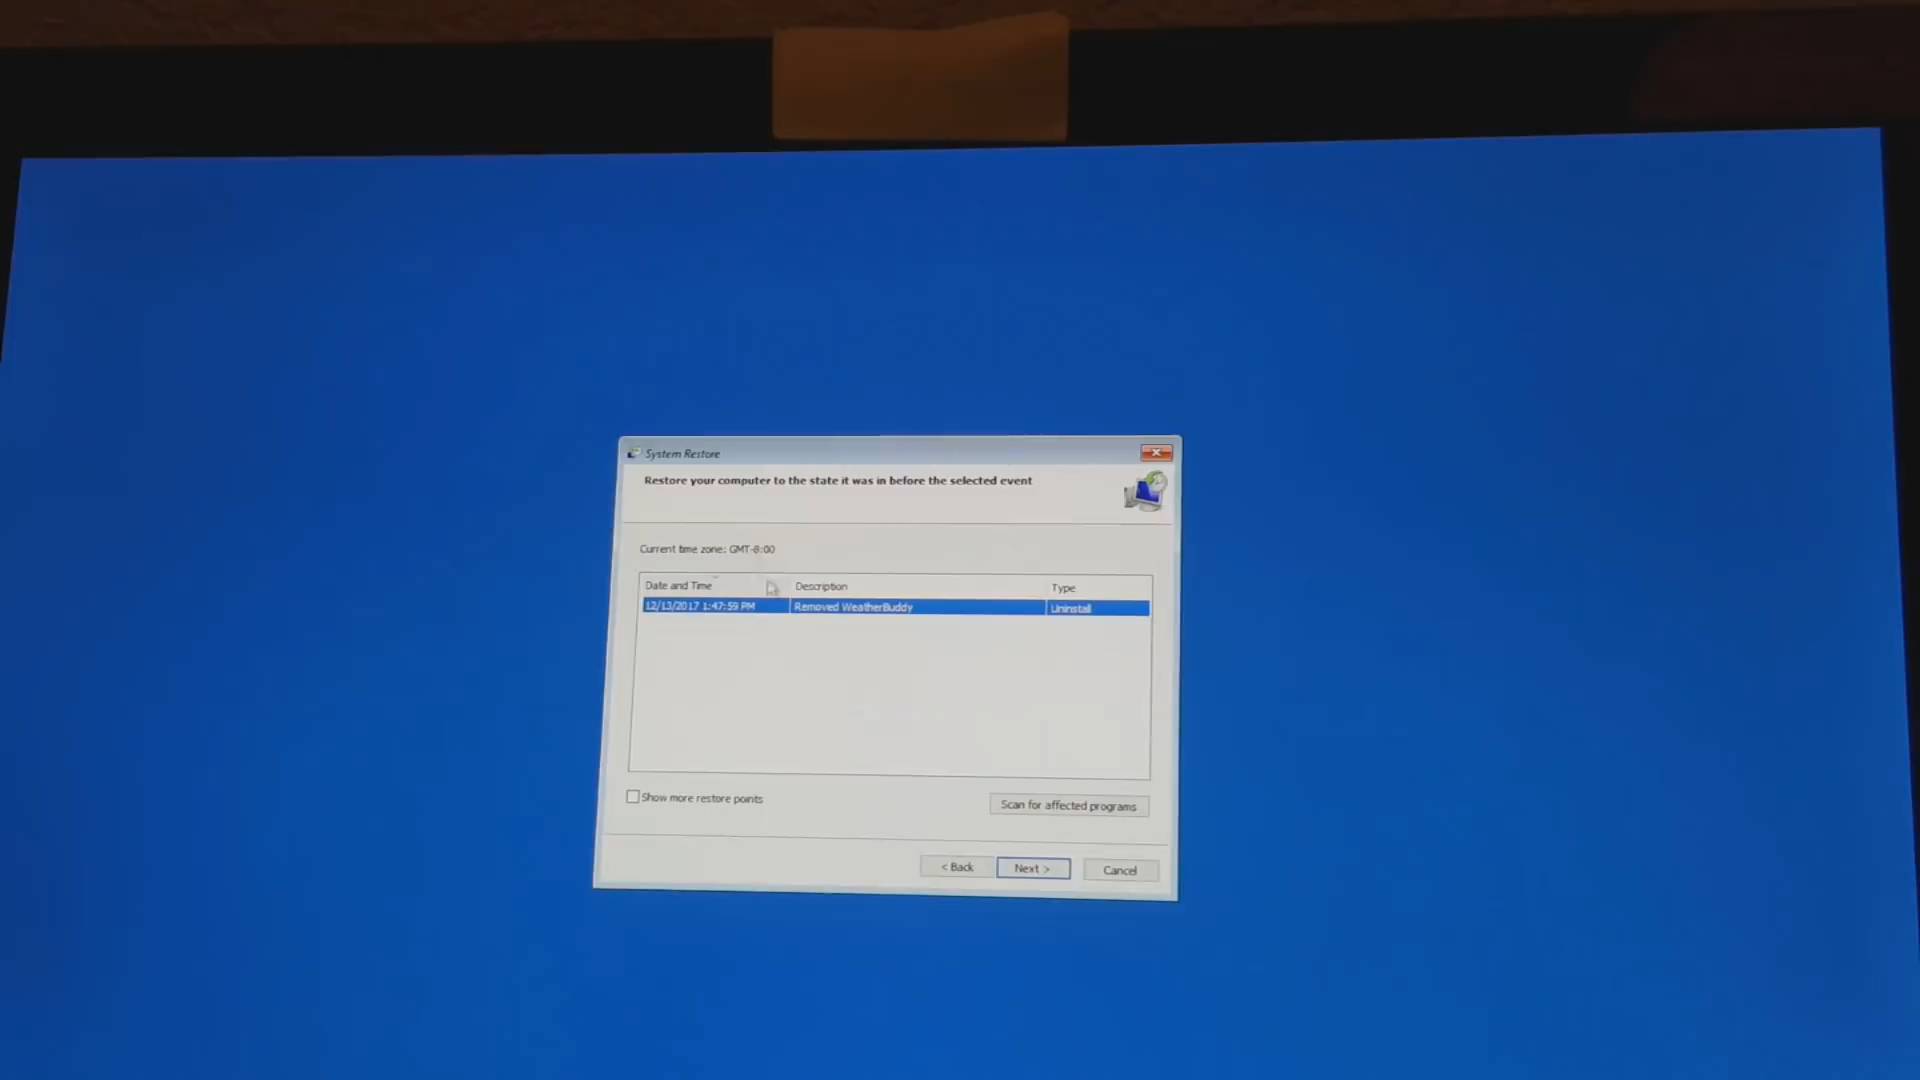 System Restore
Restore your computer to the state it was in before the selected event
Current time zone: GMT-8:00
Date and Time Description Type
12/13/2017 1:47:59 PM Removed WeatherBuddy Uninstall
Show more restore points
Scan for affected programs
< Back Next > Cancel